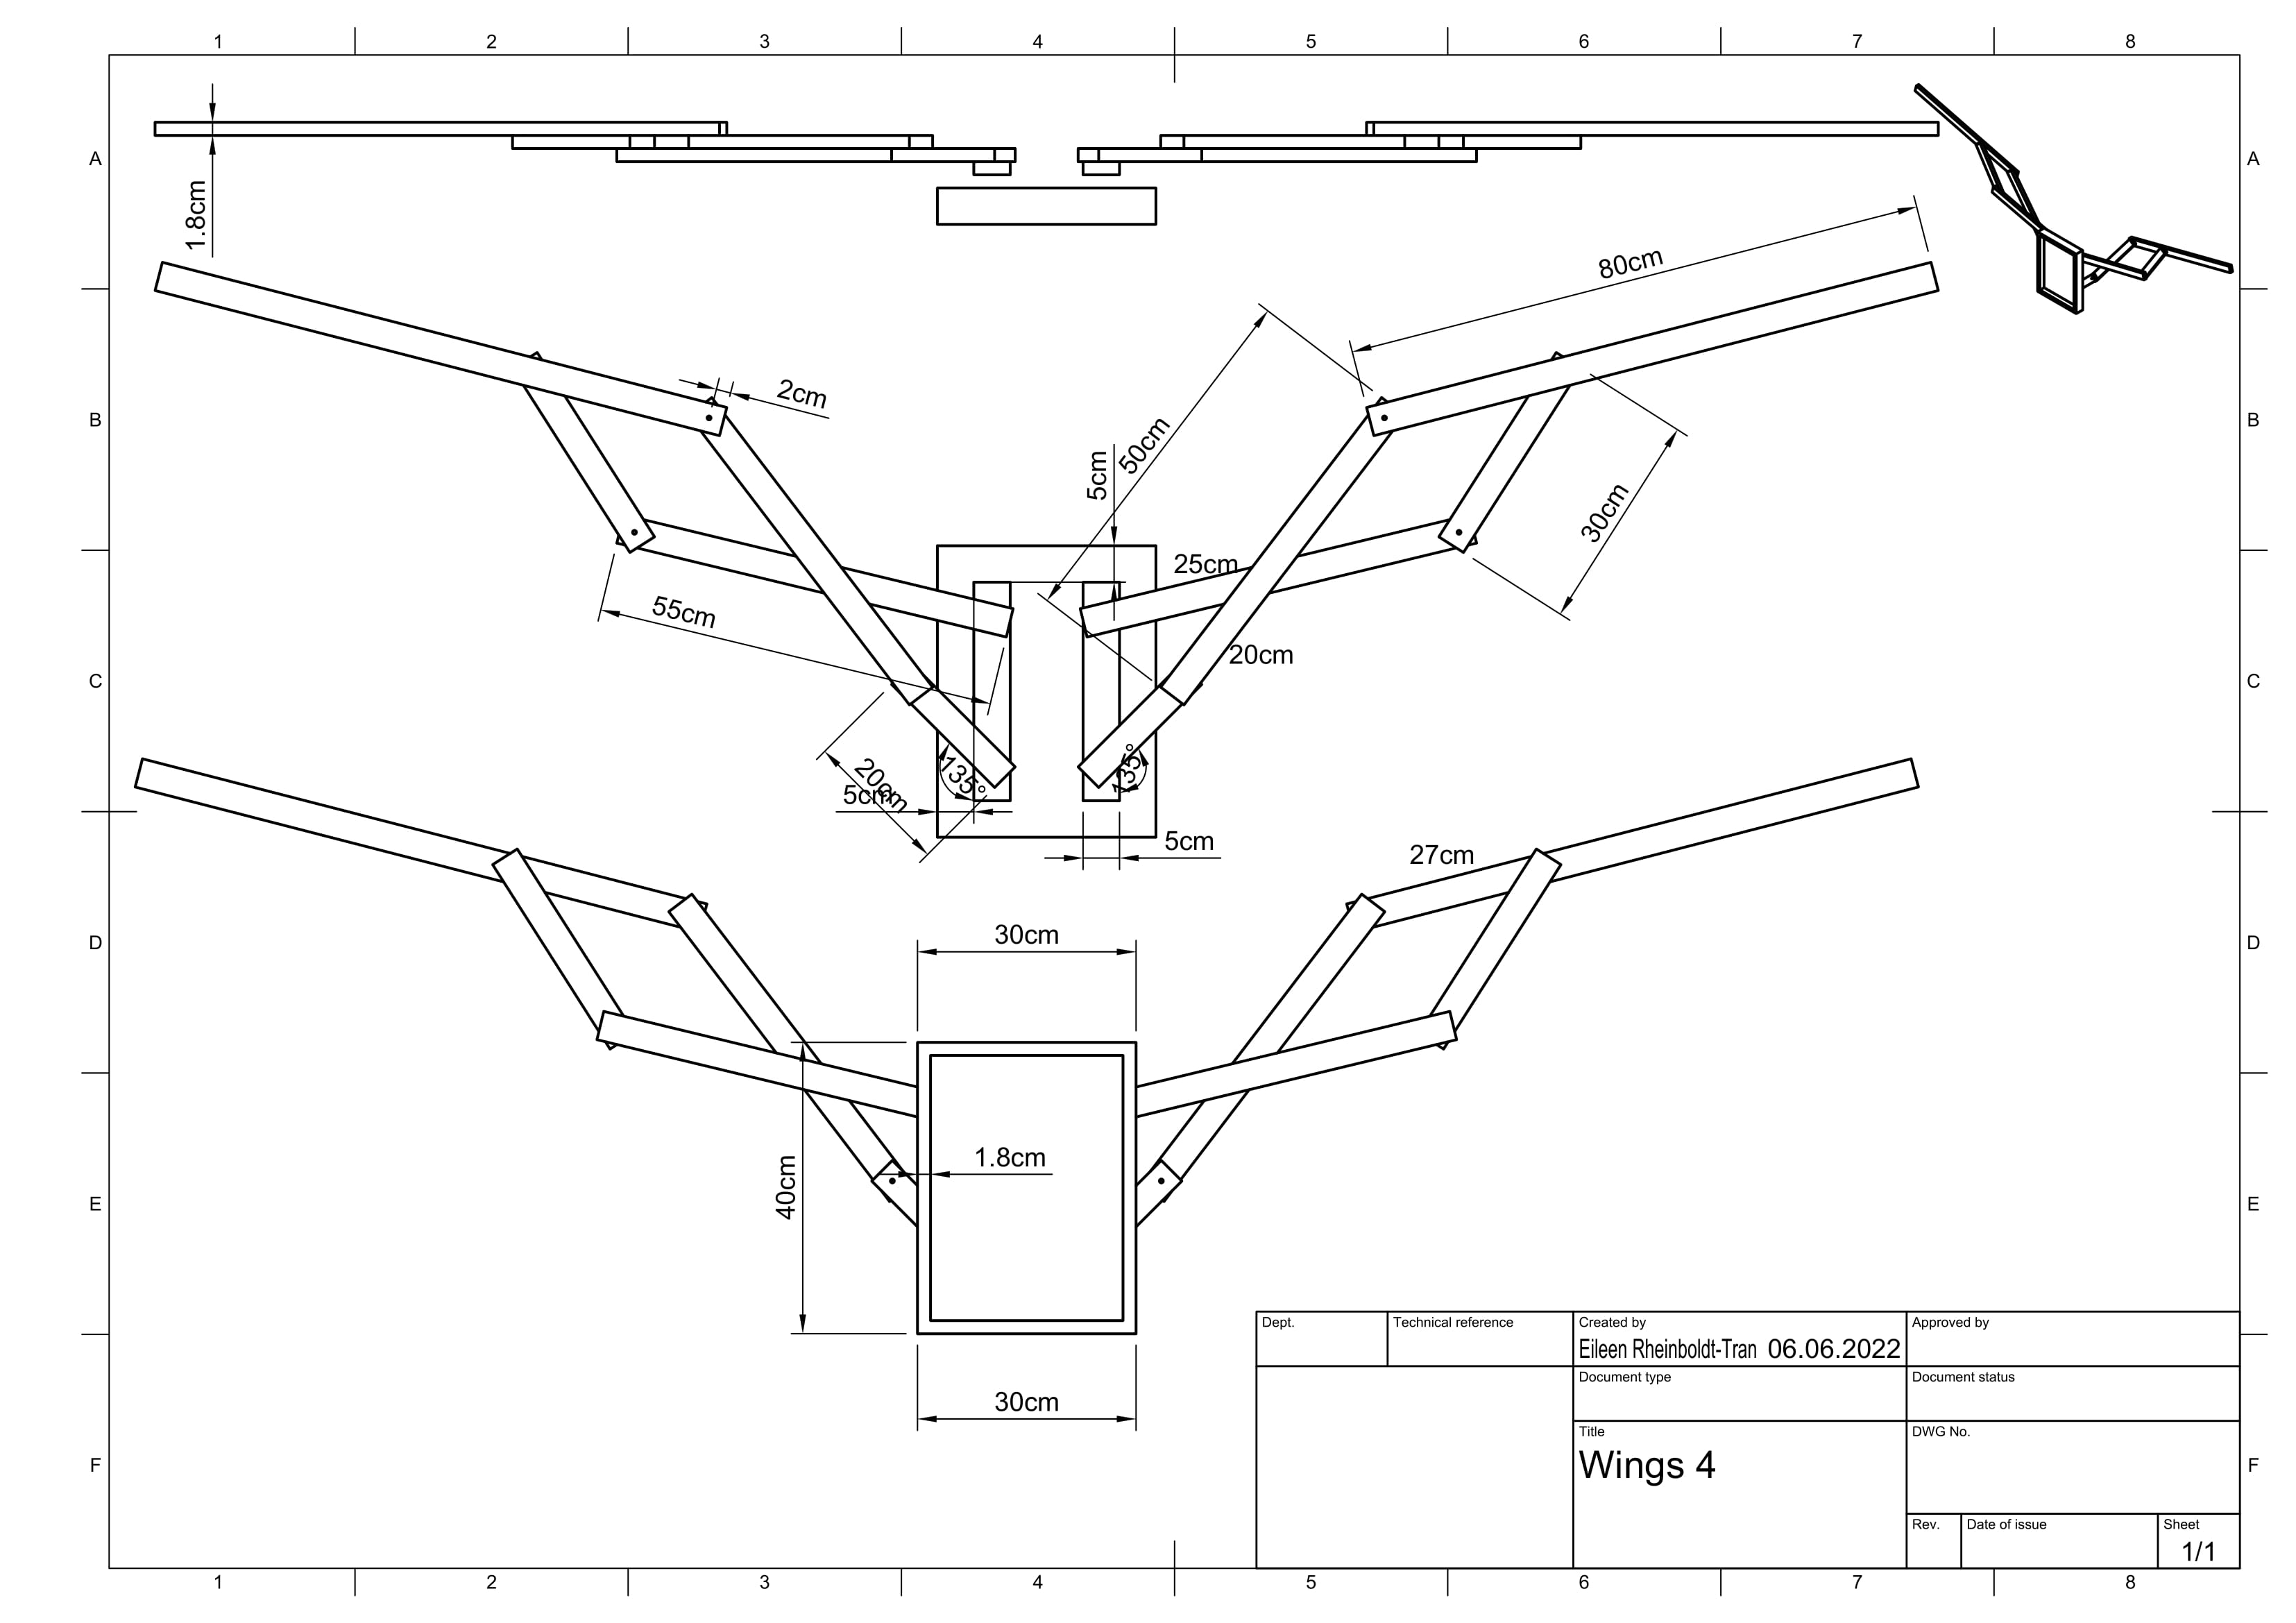 1 2 3 4 5 6 7 8
A A
1.8cm
80cm
2cm
B B
50cm
5cm
30cm
25cm
55cm
20cm
C C
135° 135°
20cm
5cm
5cm
27cm
30cm
D D
1.8cm
40cm
E E
30cm
Dept. Technical reference Created by Approved by
Eileen Rheinboldt-Tran 06.06.2022
Document type Document status
Title DWG No.
Wings 4
F F
Rev. Date of issue Sheet
1/1
1 2 3 4 5 6 7 8